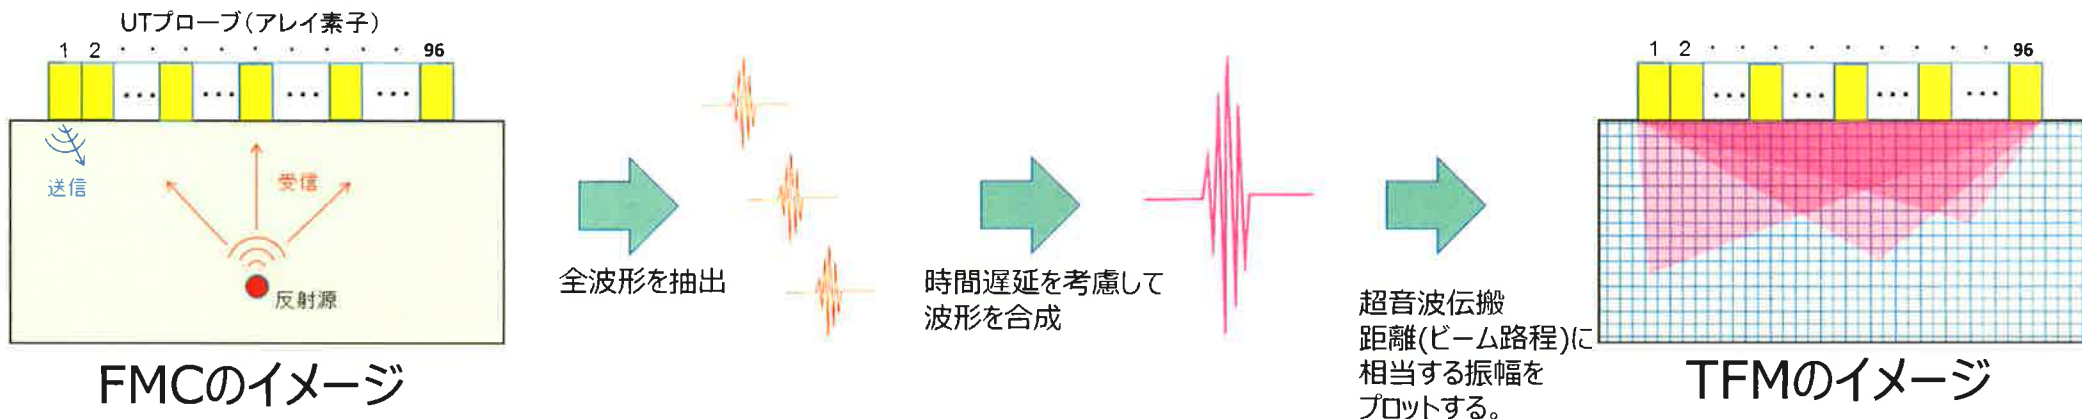 UTプローブ(アレイ素子)
1 2 · · · · · · · · · 96
··· ··· ··· ···
送信
受信
反射源
FMCのイメージ
全波形を抽出
時間遅延を考慮して
波形を合成
超音波伝搬
距離(ビーム路程)に
相当する振幅を
プロットする。
1 2 · · · · · · · · · 96
··· ··· ··· ···
TFMのイメージ